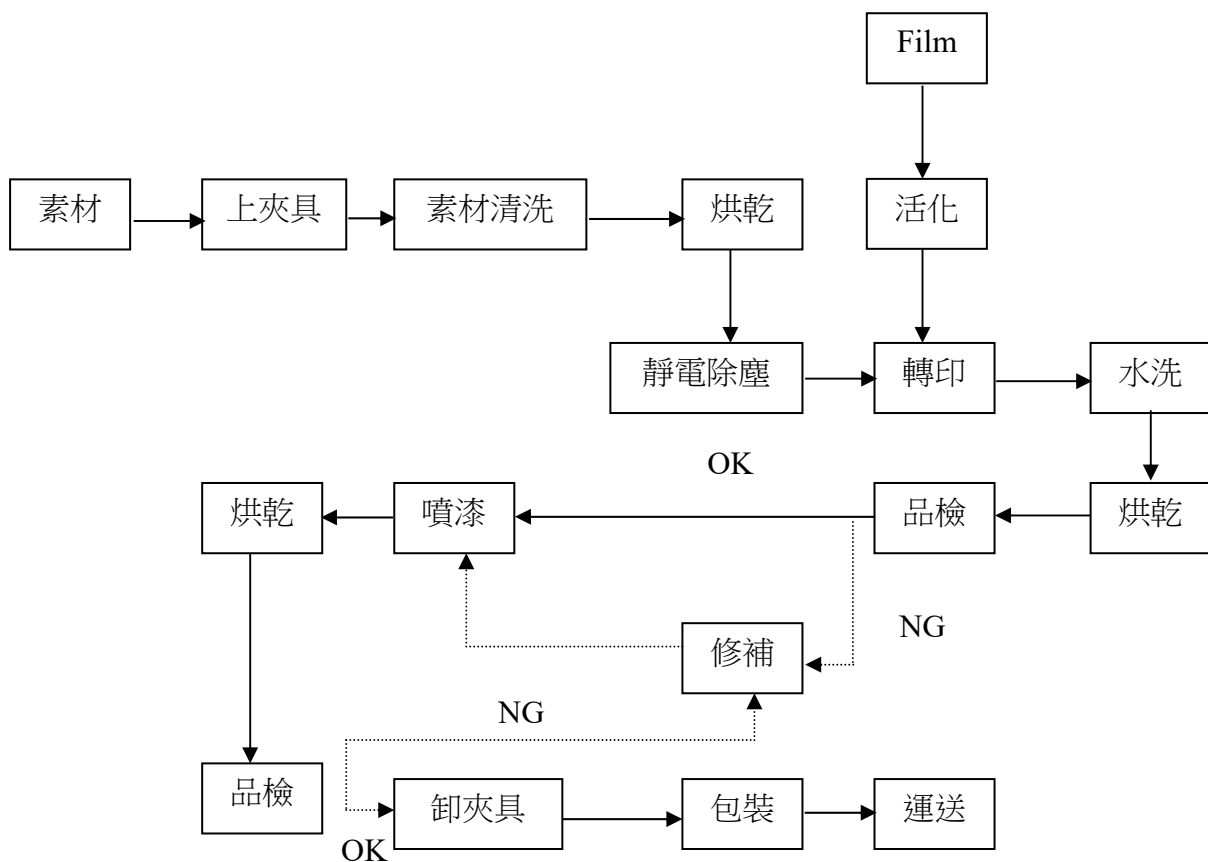 Film
素材
上夾具
素材清洗
烘乾
活化
靜電除塵
轉印
水洗
OK
烘乾
噴漆
品檢
烘乾
NG
修補
NG
品檢
卸夾具
包裝
運送
OK